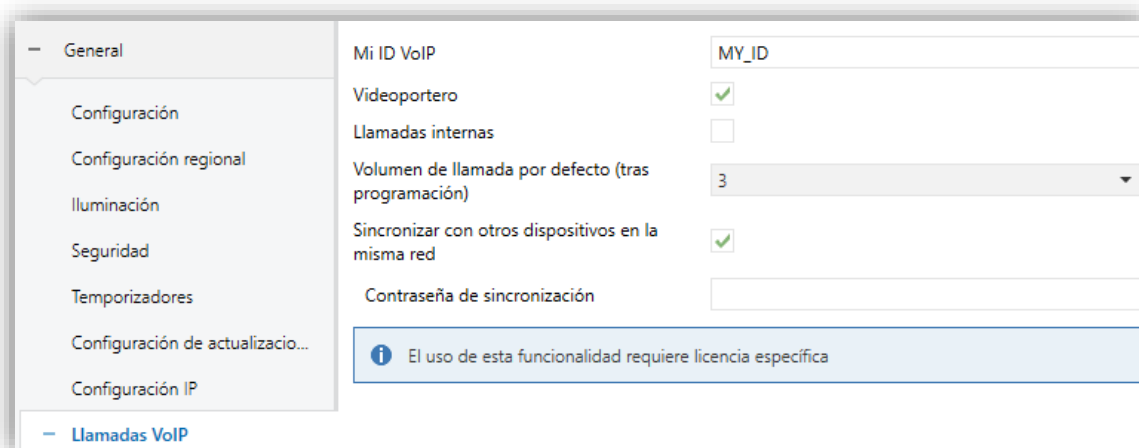 General
Configuración
Configuración regional
Iluminación
Seguridad
Temporizadores
Configuración de actualizacio...
Configuración IP
Llamadas VoIP
Mi ID VoIP
MY_ID
Videoportero
Llamadas internas
Volumen de llamada por defecto (tras
programación)
3
Sincronizar con otros dispositivos en la
misma red
Contraseña de sincronización
El uso de esta funcionalidad requiere licencia específica